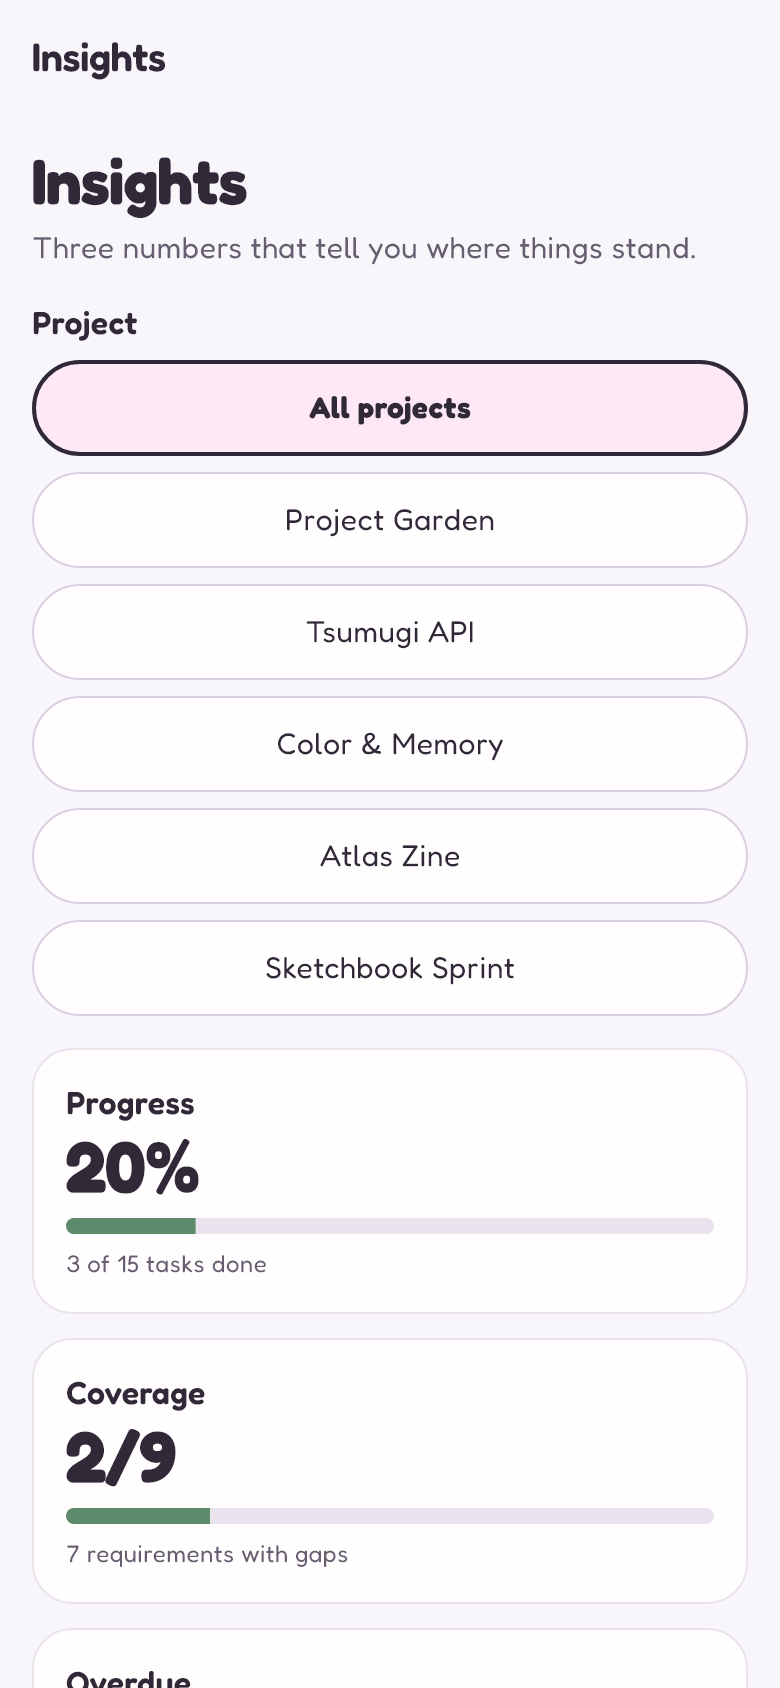 Insights
Insights
Three numbers that tell you where things stand.
Project
All projects
Project Garden
Tsumugi API
Color & Memory
Atlas Zine
Sketchbook Sprint
Progress
20%
3 of 15 tasks done
Coverage
2/9
7 requirements with gaps
Overdue